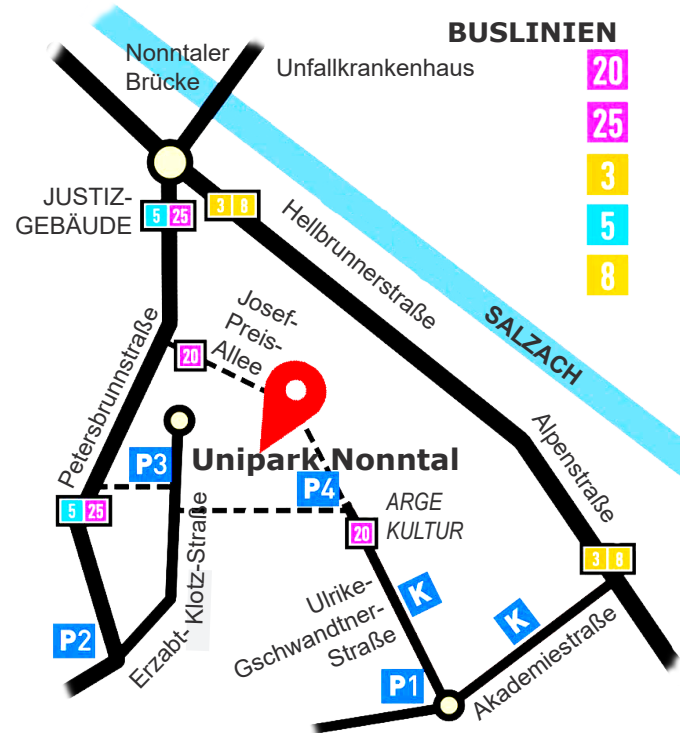 BUSLINIEN
20
25
3
5
8
Nonntaler
Brücke
Unfallkrankenhaus
JUSTIZ-
GEBÄUDE
5 25
3 8
Hellbrunnerstraße
SALZACH
Josef-
Preis-
Allee
20
Petersbrunnstraße
Alpenstraße
Unipark Nonntal
P3
P4
5 25
ARGE
KULTUR
20
3 8
Erzabt-Klotz-Straße
P2
Ulrike-
Gschwandtner-
Straße
K
K
Akademiestraße
P1